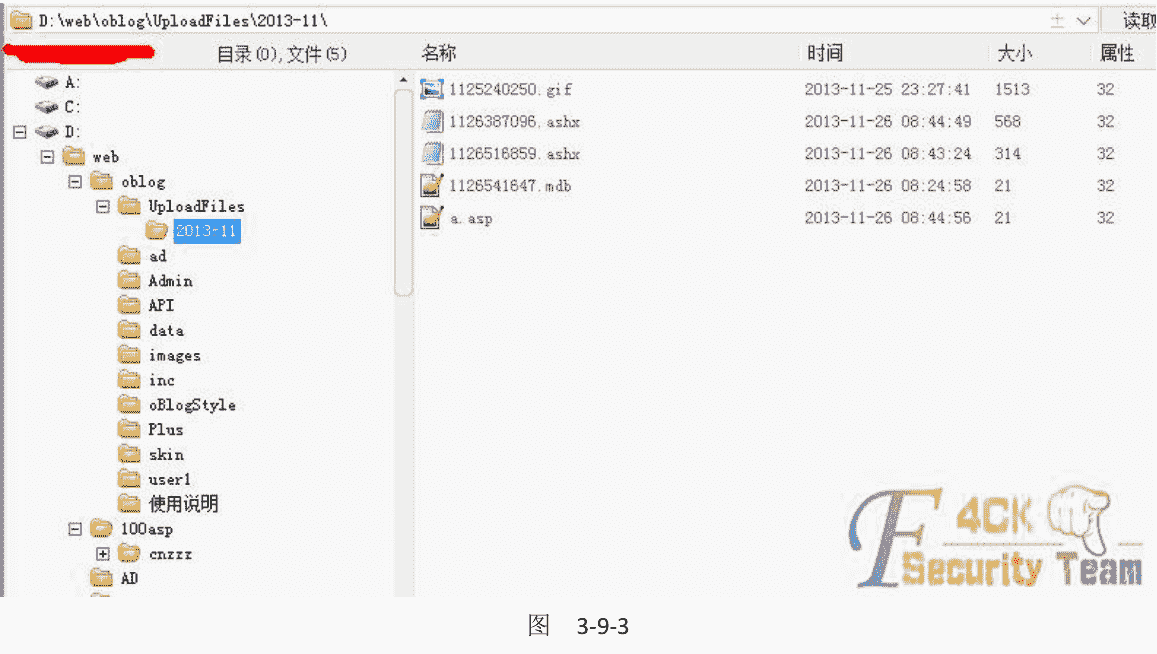 D:\web\oblog\UploadFiles\2013-11\ 读取
目录(0),文件(5) 名称 时间 大小 属性
A:
C:
D:
web
oblog
UploadFiles
2013-11
ad
Admin
API
data
images
inc
oBlogStyle
Plus
skin
user1
使用说明
100asp
cnzzz
AD
1125240250.gif 2013-11-25 23:27:41 1513 32
1126387096.ashx 2013-11-26 08:44:49 568 32
1126516859.ashx 2013-11-26 08:43:24 314 32
1126541647.mdb 2013-11-26 08:24:58 21 32
a.asp 2013-11-26 08:44:56 21 32
F4CK
Security Team
图 3-9-3